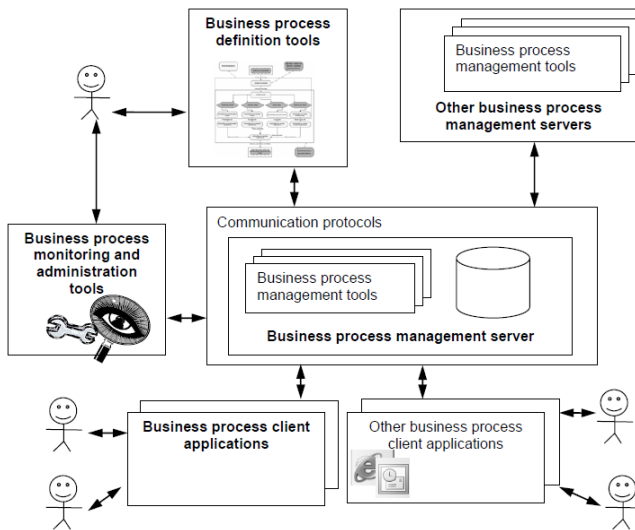 Business process
definition tools
Business process
management tools
Other business process
management servers
Communication protocols
Business process
monitoring and
administration
tools
Business process
management tools
Business process management server
Business process client
applications
Other business process
client applications